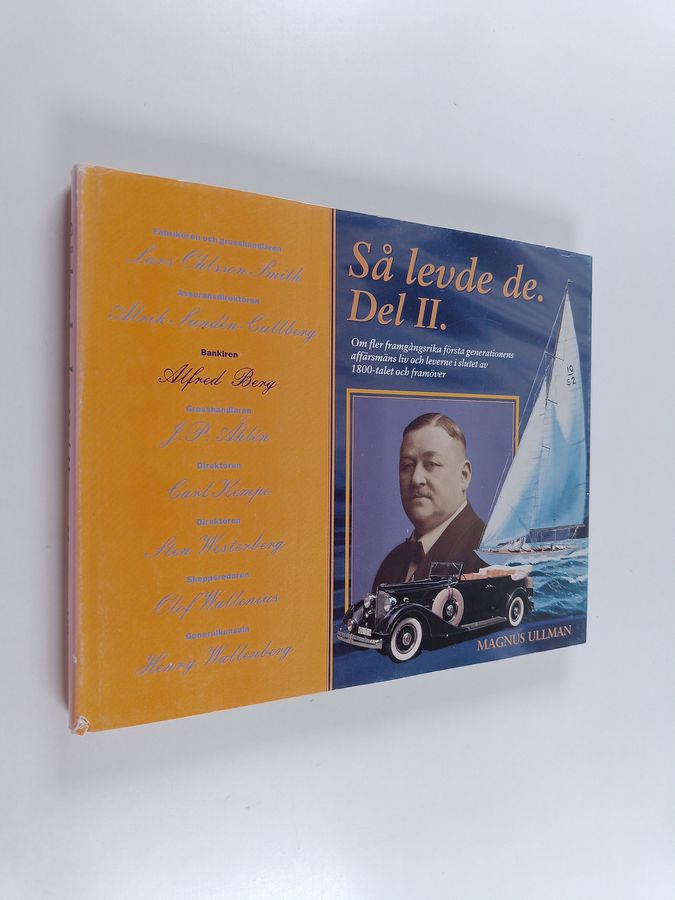 Fabrikören och grosshandlaren
Lars Ohlsson Smith
Assuransdirektören
Alrik Sundén-Cullberg
Bankiren
Alfred Berg
Grosshandlaren
J.P. Åhlén
Direktören
Carl Kempe
Direktören
Sten Westerberg
Skeppsredaren
Olof Wallenius
Generalkonsuln
Henry Wallenberg
Så levde de.
Del II.
Om fler framgångsrika första generationens
affärsmäns liv och leverne i slutet av
1800-talet och framöver
10
S2
MAGNUS ULLMAN